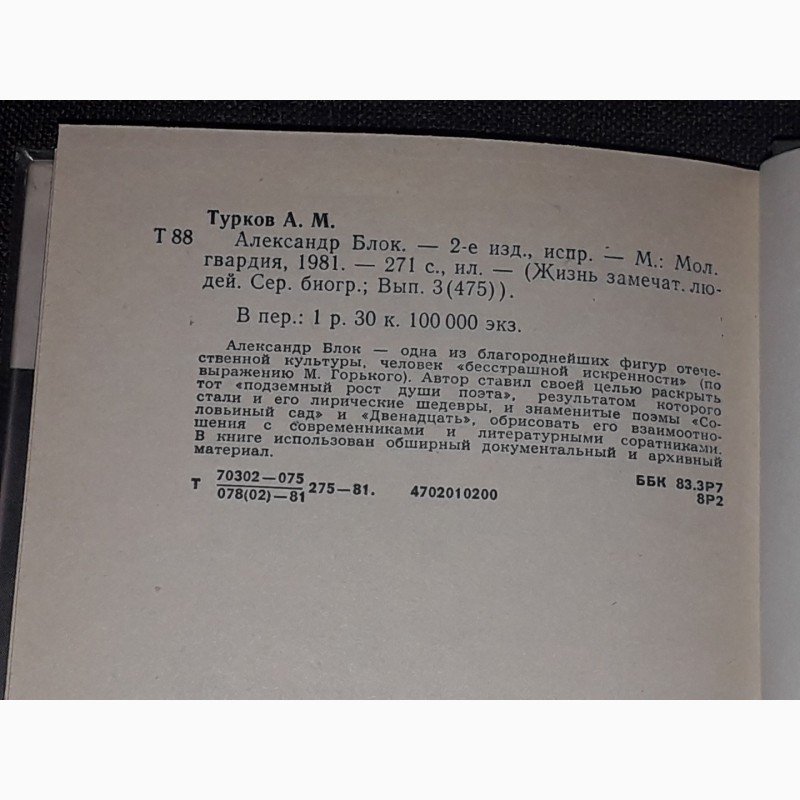 Турков А. М.
Т 88 Александр Блок. — 2-е изд., испр. — М.: Мол.
гвардия, 1981. — 271 с., ил. — (Жизнь замечат. лю-
дей. Сер. биогр.; Вып. 3(475)).
В пер.: 1 р. 30 к. 100 000 экз.
Александр Блок — одна из благороднейших фигур отече-
ственной культуры, человек «бесстрашной искренности» (по
выражению М. Горького). Автор ставил своей целью раскрыть
тот «подземный рост души поэта», результатом которого
стали и его лирические шедевры, и знаменитые поэмы «Со-
ловьиный сад» и «Двенадцать», обрисовать его взаимоотно-
шения с современниками и литературными соратниками.
В книге использован обширный документальный и архивный
материал.
Т 70302—075
078(02)—81 275—81. 4702010200
ББК 83.3Р7
8Р2